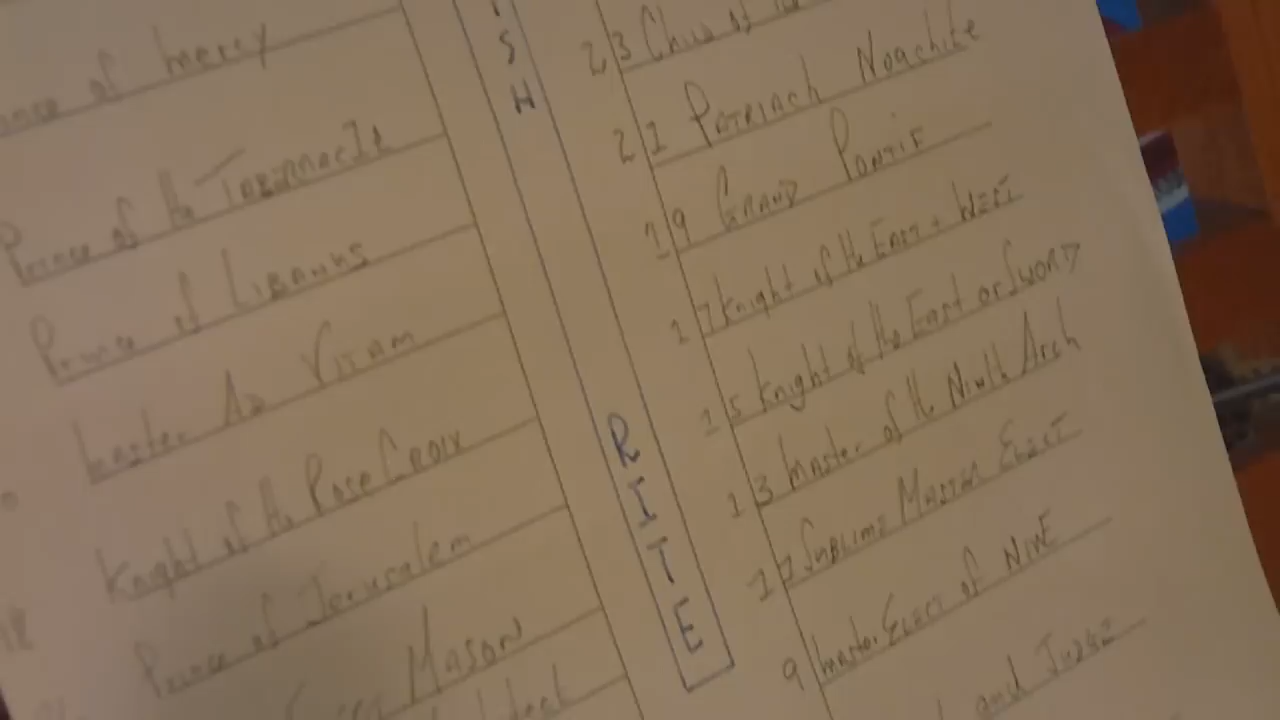 of Mercy
Prince of the Tabernacle
Prince of Libanus
Master Ad Vitam
Knight of the Rose Croix
Prince of Jerusalem
Mason
S
H
R
I
T
E
23 Chief of
21 Patriach Noachite
19 Grand Pontif
17 Knight of the East + West
15 Knight of the East or Sword
13 Master of the Ninth Arch
11 Sublime Master Elect
9 Master Elect of Nine
and Judge